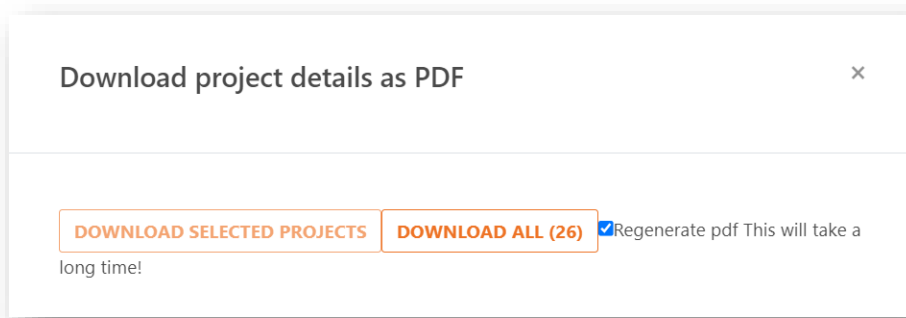 Download project details as PDF ×
DOWNLOAD SELECTED PROJECTS DOWNLOAD ALL (26) Regenerate pdf This will take a
long time!